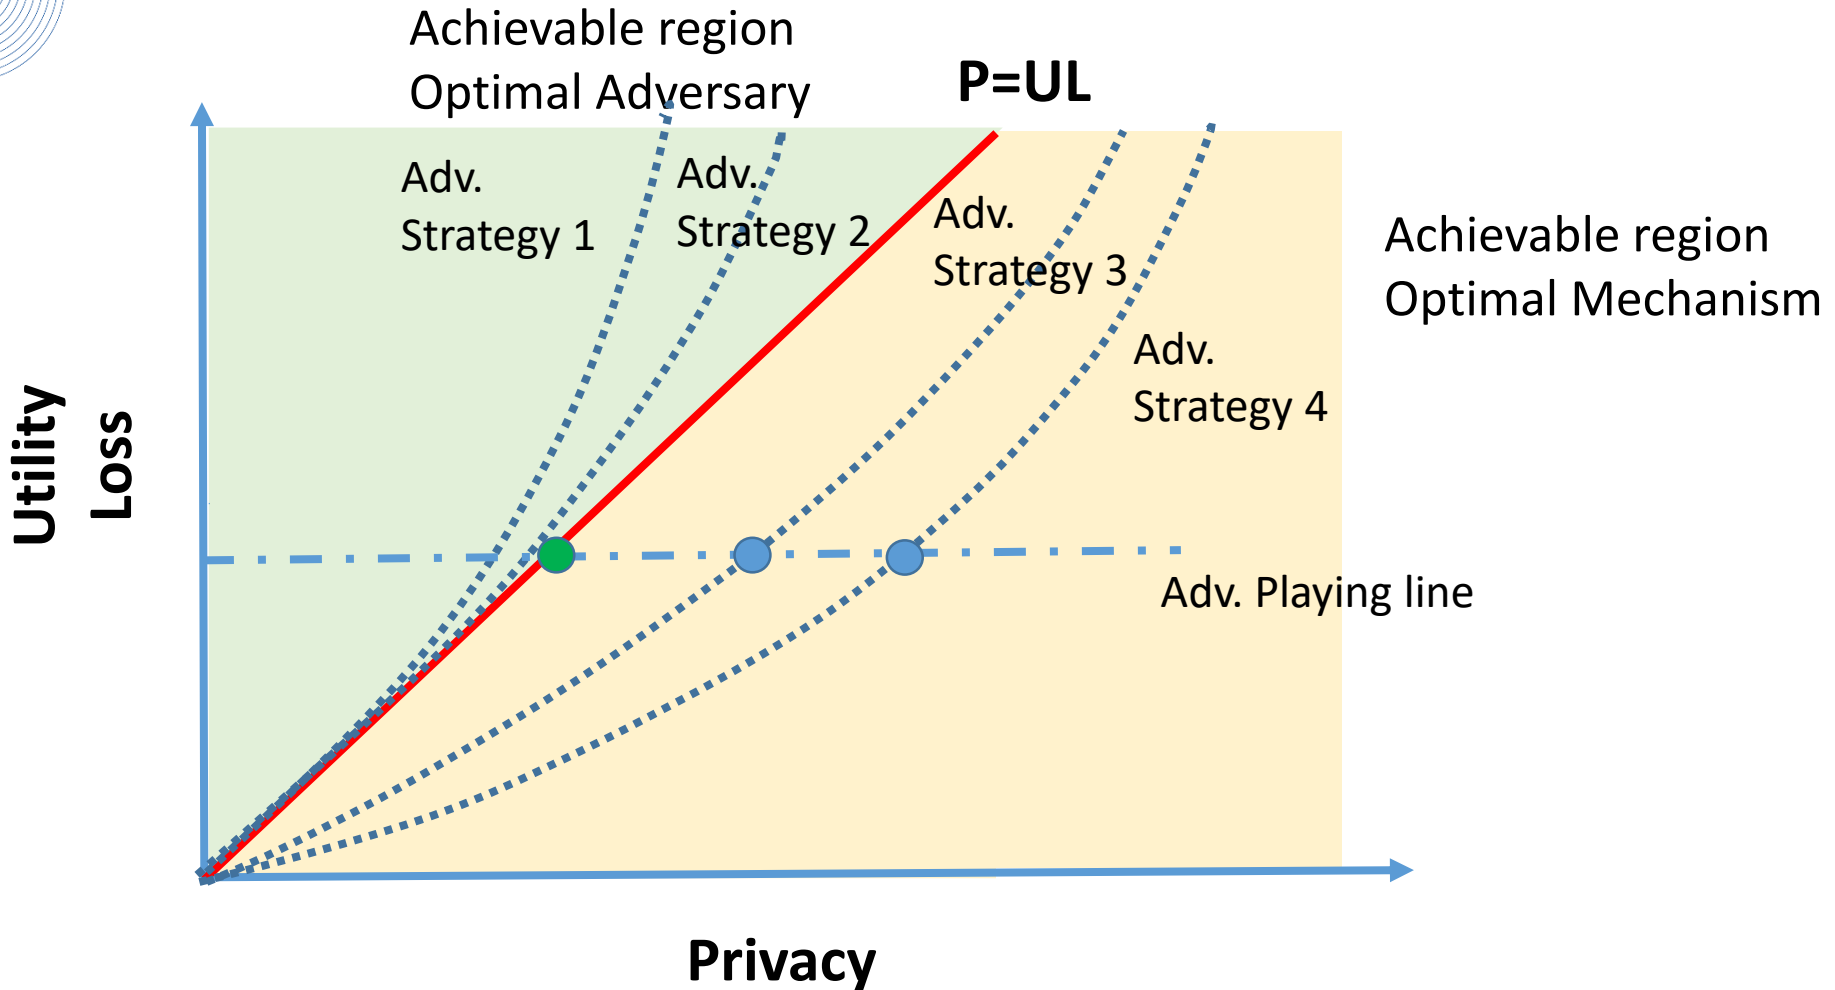 Achievable region
Optimal Adversary
P=UL
Adv.
Strategy 1
Adv.
Strategy 2
Adv.
Strategy 3
Achievable region
Optimal Mechanism
Adv.
Strategy 4
Utility
Loss
Adv. Playing line
Privacy